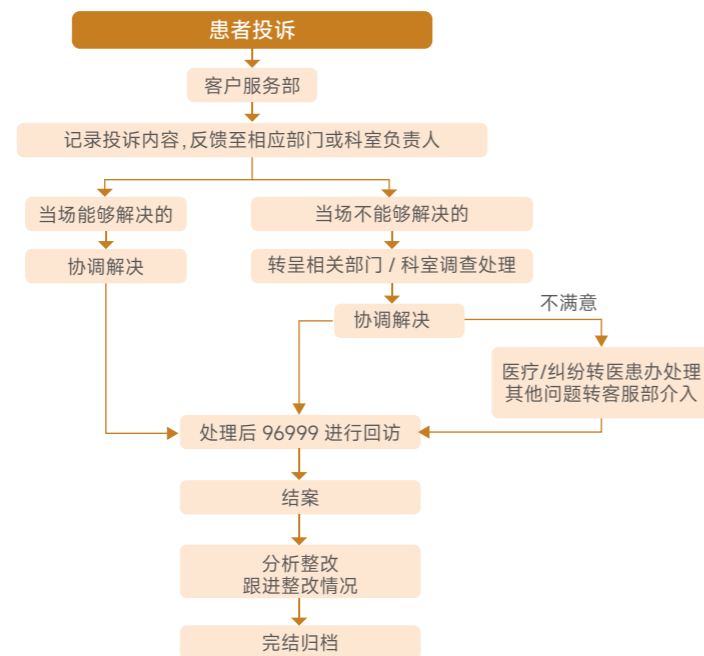 患者投诉
客户服务部
记录投诉内容,反馈至相应部门或科室负责人
当场能够解决的
当场不能够解决的
协调解决
转呈相关部门 / 科室调查处理
协调解决
不满意
医疗/纠纷转医患办处理
其他问题转客服部介入
处理后 96999 进行回访
结案
分析整改
跟进整改情况
完结归档